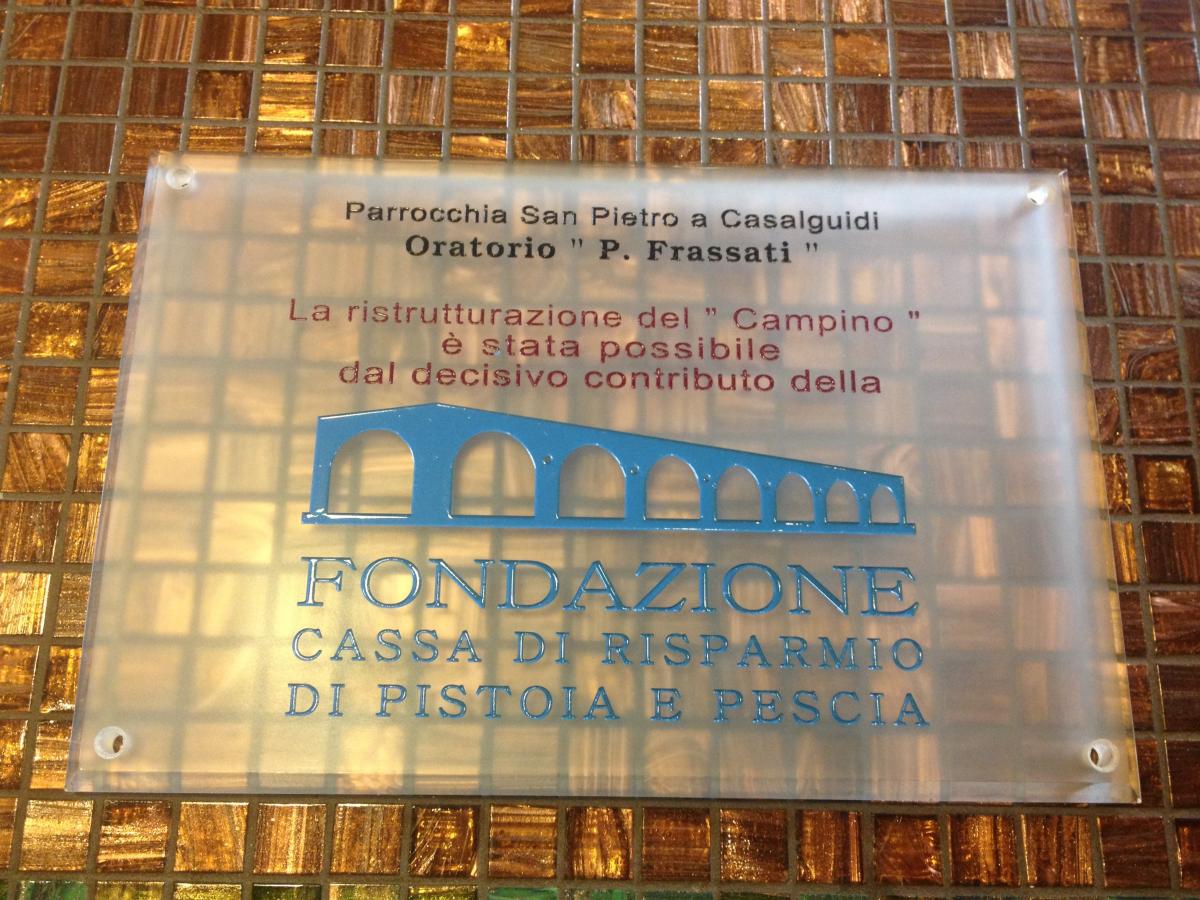 Parrocchia San Pietro a Casalguidi
Oratorio " P. Frassati "
La ristrutturazione del " Campino "
è stata possibile
dal decisivo contributo della
FONDAZIONE
CASSA DI RISPARMIO
DI PISTOIA E PESCIA